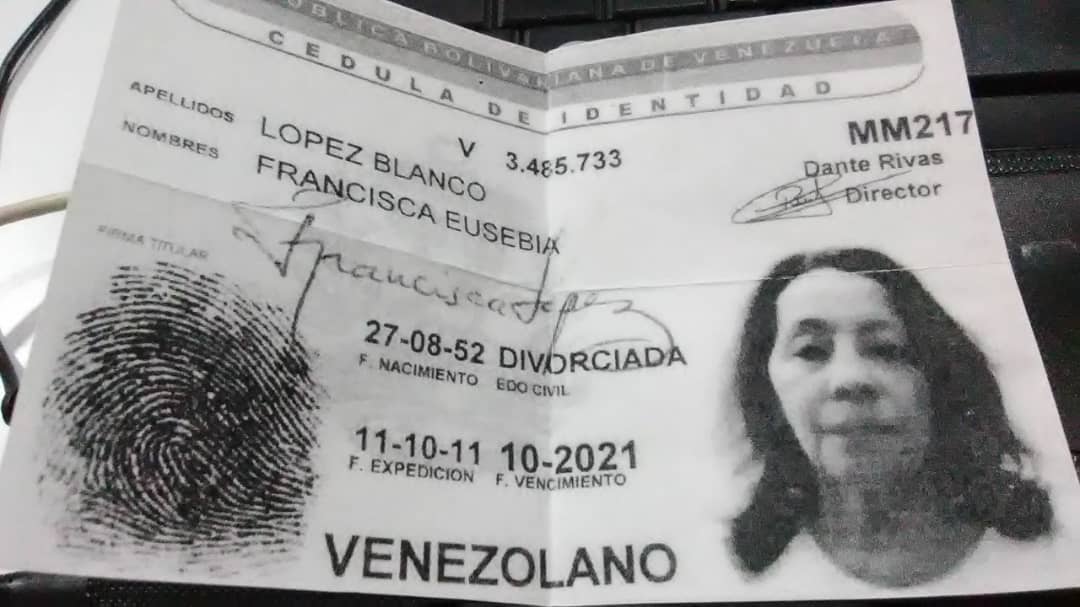 REPÚBLICA BOLIVARIANA DE VENEZUELA
CEDULA DE IDENTIDAD
APELLIDOS LOPEZ BLANCO V 3.485.733
NOMBRES FRANCISCA EUSEBIA
MM217
Dante Rivas
Director
FIRMA TITULAR
Francisca Lopez
27-08-52 DIVORCIADA
F. NACIMIENTO EDO CIVIL
11-10-11 10-2021
F. EXPEDICION F. VENCIMIENTO
VENEZOLANO